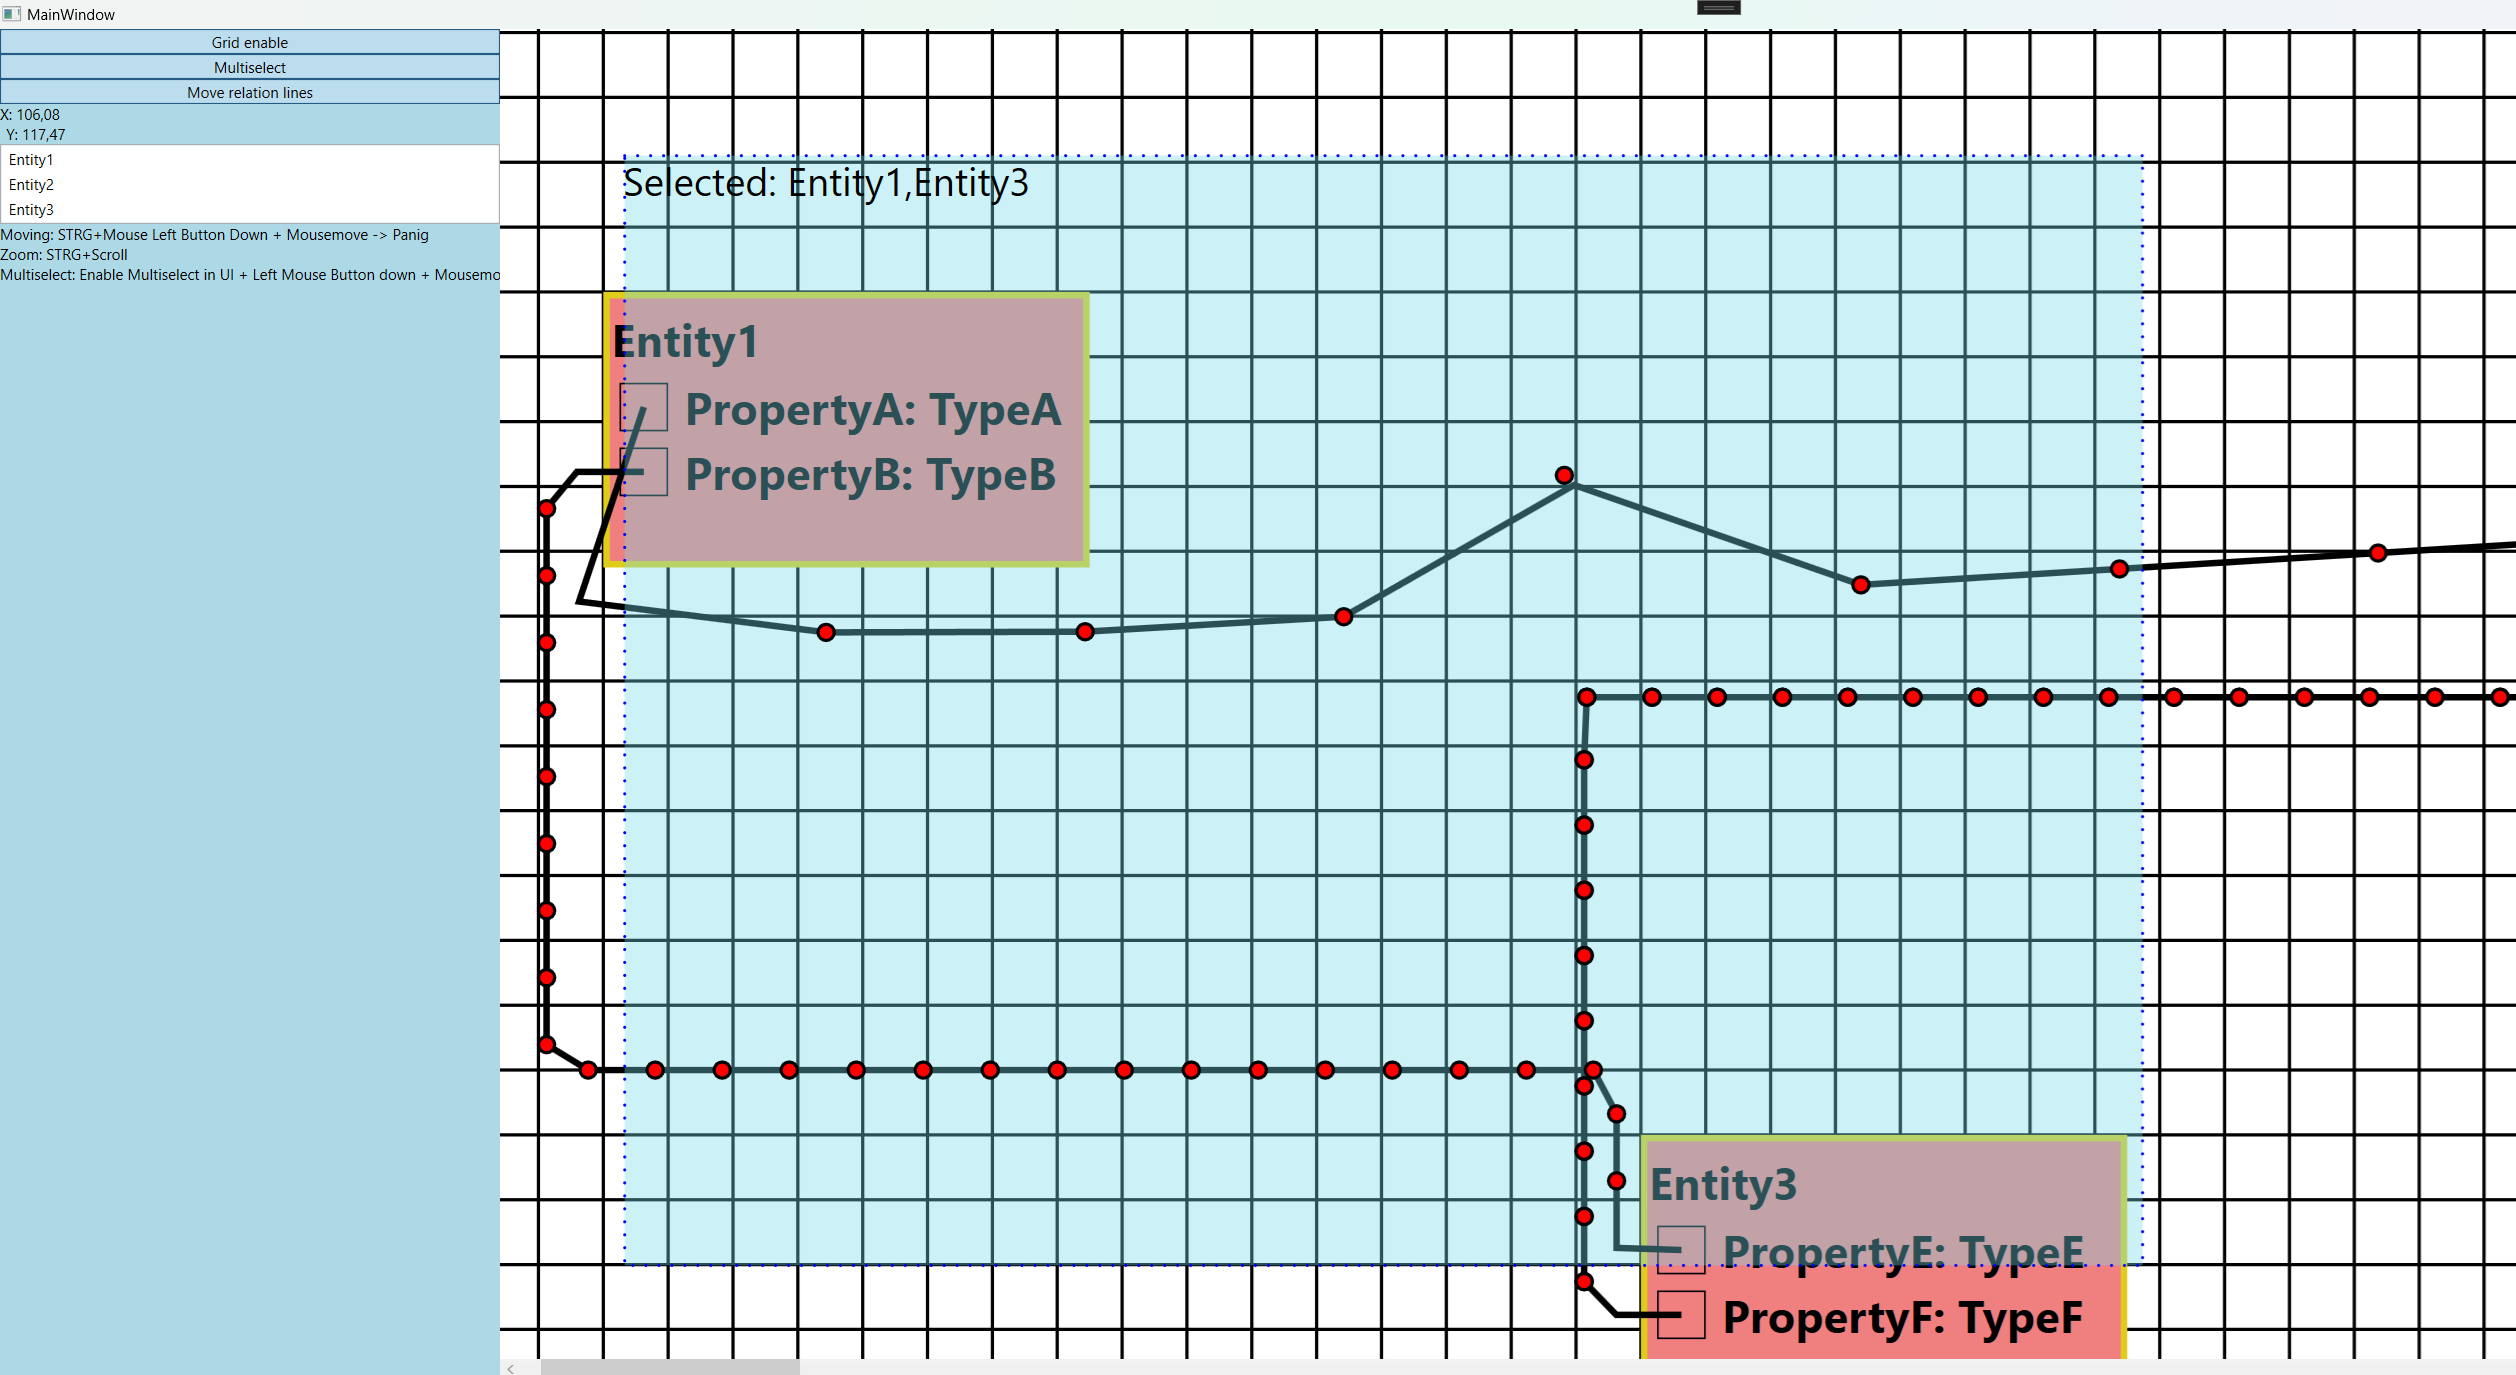 MainWindow
Grid enable
Multiselect
Move relation lines
X: 106,08
Y: 117,47
Entity1
Entity2
Entity3
Moving: STRG+Mouse Left Button Down + Mousemove -> Panig
Zoom: STRG+Scroll
Multiselect: Enable Multiselect in UI + Left Mouse Button down + Mousemo
Selected: Entity1,Entity3
Entity1
PropertyA: TypeA
PropertyB: TypeB
Entity3
PropertyE: TypeE
PropertyF: TypeF